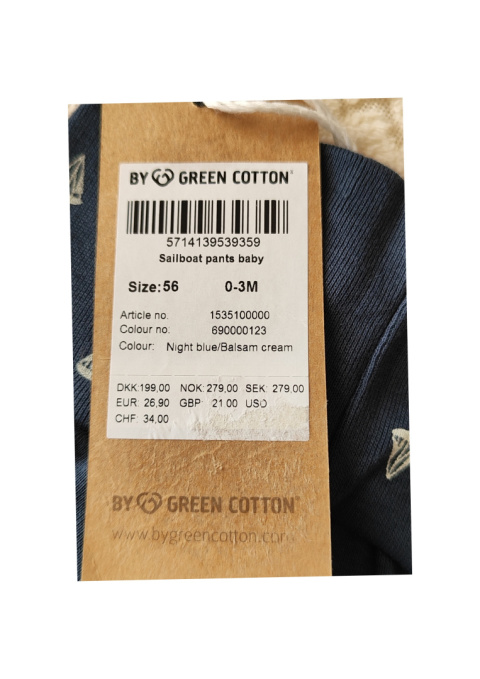 BY GREEN COTTON
5714139539359
Sailboat pants baby
Size:56 0-3M
Article no. 1535100000
Colour no. 690000123
Colour: Night blue/Balsam cream
DKK:199,00 NOK:279,00 SEK: 279,00
EUR: 26,90 GBP: 21.00 USD
CHF: 34,00
BY GREEN COTTON
www.bygreencotton.com